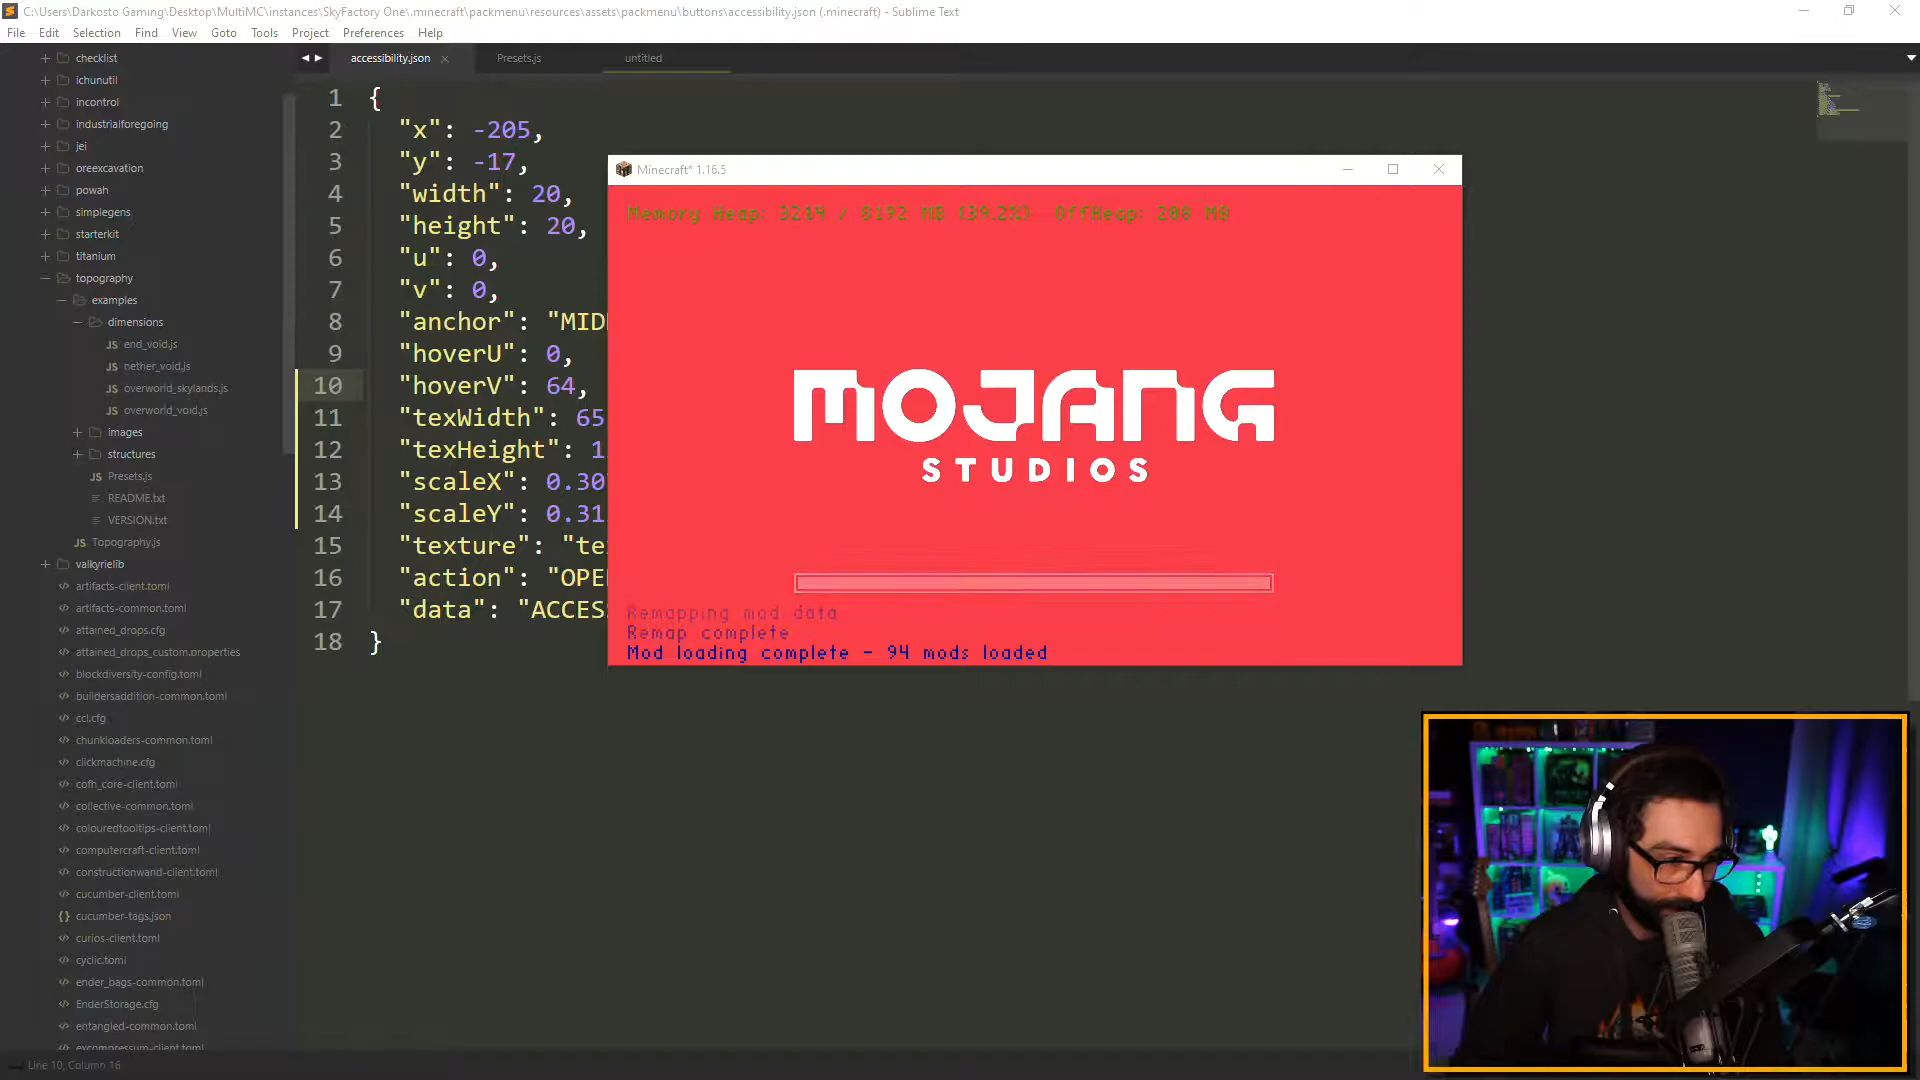 C:\Users\Darkosto Gaming\Desktop\MultiMC\instances\SkyFactory One\.minecraft\packmenu\resources\assets\packmenu\buttons\accessibility.json (.minecraft) - Sublime Text
File Edit Selection Find View Goto Tools Project Preferences Help
checklist
ichunutil
incontrol
industrialforegoing
jei
oreexcavation
powah
simplegens
starterkit
titanium
topography
examples
dimensions
JS end_void.js
JS nether_void.js
JS overworld_skylands.js
JS overworld_void.js
images
structures
JS Presets.js
README.txt
VERSION.txt
JS Topography.js
valkyrielib
artifacts-client.toml
artifacts-common.toml
attained_drops.cfg
attained_drops_custom.properties
blockdiversity-config.toml
buildersaddition-common.toml
ccl.cfg
chunkloaders-common.toml
clickmachine.cfg
cofh_core-client.toml
collective-common.toml
colouredtooltips-client.toml
computercraft-client.toml
constructionwand-client.toml
cucumber-client.toml
cucumber-tags.json
curios-client.toml
cyclic.toml
ender_bags-common.toml
EnderStorage.cfg
entangled-common.toml
excompressum-client.toml
Line 10, Column 16
accessibility.json Presets.js untitled
1 {
2 "x": -205,
3 "y": -17,
4 "width": 20,
5 "height": 20,
6 "u": 0,
7 "v": 0,
8 "anchor": "MID
9 "hoverU": 0,
10 "hoverV": 64,
11 "texWidth": 65
12 "texHeight": 1
13 "scaleX": 0.30
14 "scaleY": 0.31
15 "texture": "te
16 "action": "OPE
17 "data": "ACCES
18 }
Minecraft* 1.16.5
Memory Heap: 3214 / 8192 MB (39.2%) OffHeap: 208 MB
MOJANG
STUDIOS
Remapping mod data
Remap complete
Mod loading complete - 94 mods loaded